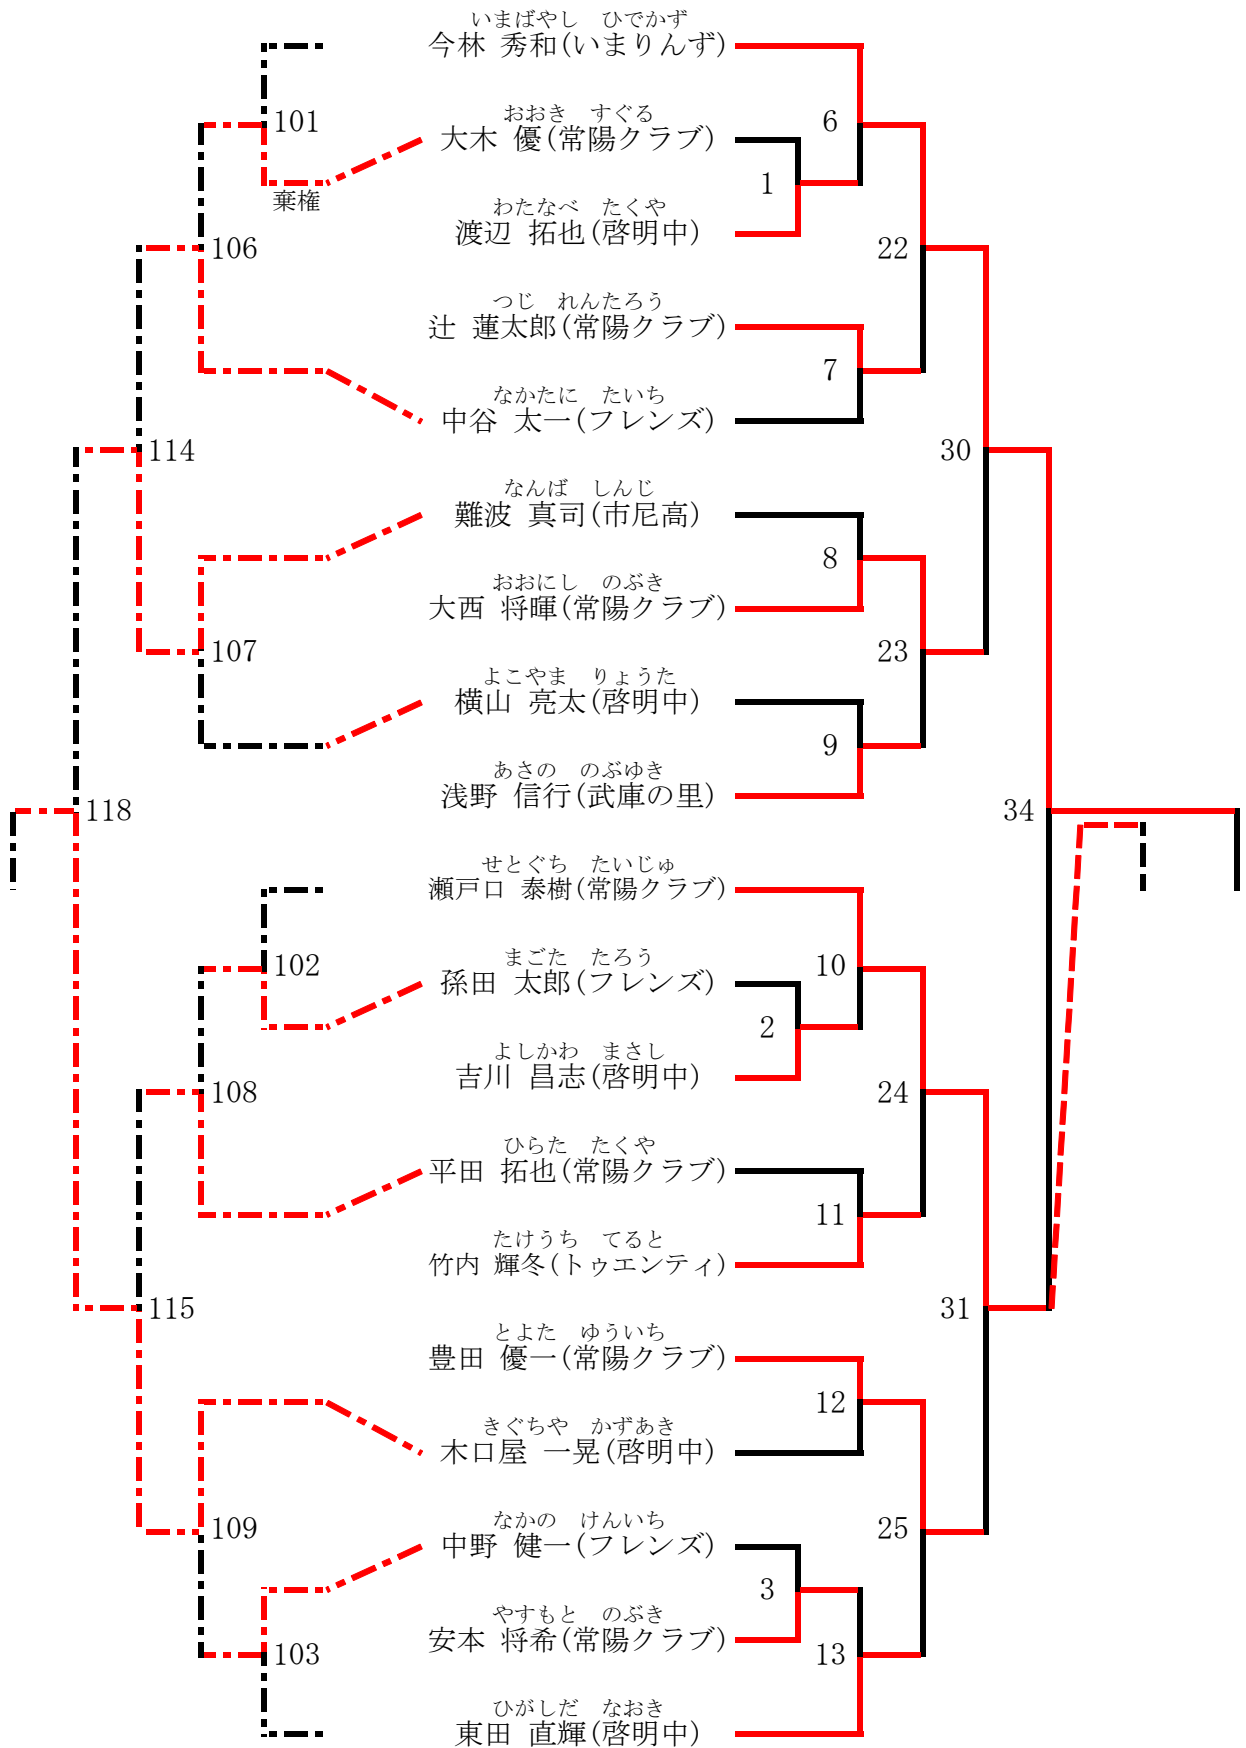 いまばやし ひでかず
今林 秀和(いまりんず)
101
おおき すぐる
6
大木 優(常陽クラブ)
1
棄権
わたなべ たくや
渡辺 拓也(啓明中)
106
22
つじ れんたろう
辻 蓮太郎(常陽クラブ)
7
なかたに たいち
中谷 太一(フレンズ)
114
30
なんば しんじ
難波 真司(市尼高)
8
おおにし のぶき
大西 将暉(常陽クラブ)
107
23
よこやま りょうた
横山 亮太(啓明中)
9
あさの のぶゆき
浅野 信行(武庫の里)
118
34
せとぐち たいじゅ
瀬戸口 泰樹(常陽クラブ)
102
まごた たろう
10
孫田 太郎(フレンズ)
2
よしかわ まさし
吉川 昌志(啓明中)
108
24
ひらた たくや
平田 拓也(常陽クラブ)
11
たけうち てると
竹内 輝冬(トゥエンティ)
115
31
とよた ゆういち
豊田 優一(常陽クラブ)
12
きぐちや かずあき
木口屋 一晃(啓明中)
109
25
なかの けんいち
中野 健一(フレンズ)
3
やすもと のぶき
安本 将希(常陽クラブ)
103
13
ひがしだ なおき
東田 直輝(啓明中)